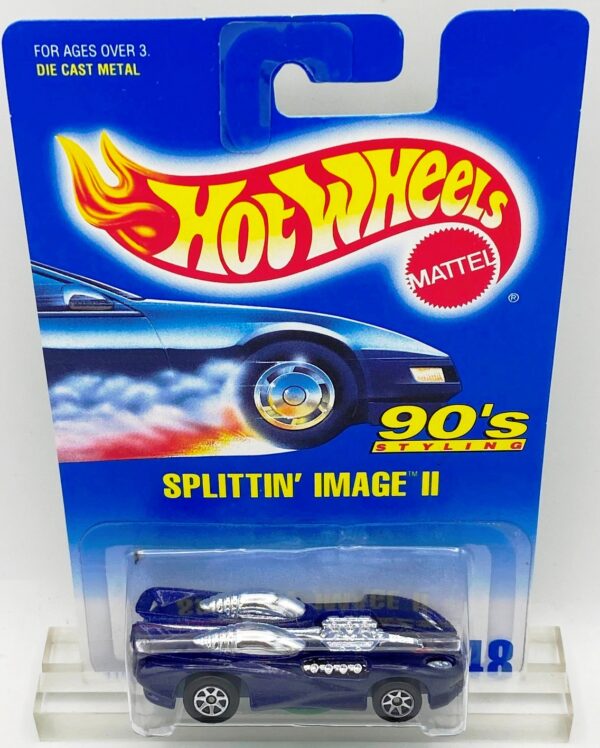 FOR AGES OVER 3.
DIE CAST METAL
HOT WHEELS
MATTEL
®
90's
STYLING
SPLITTIN' IMAGE™ II